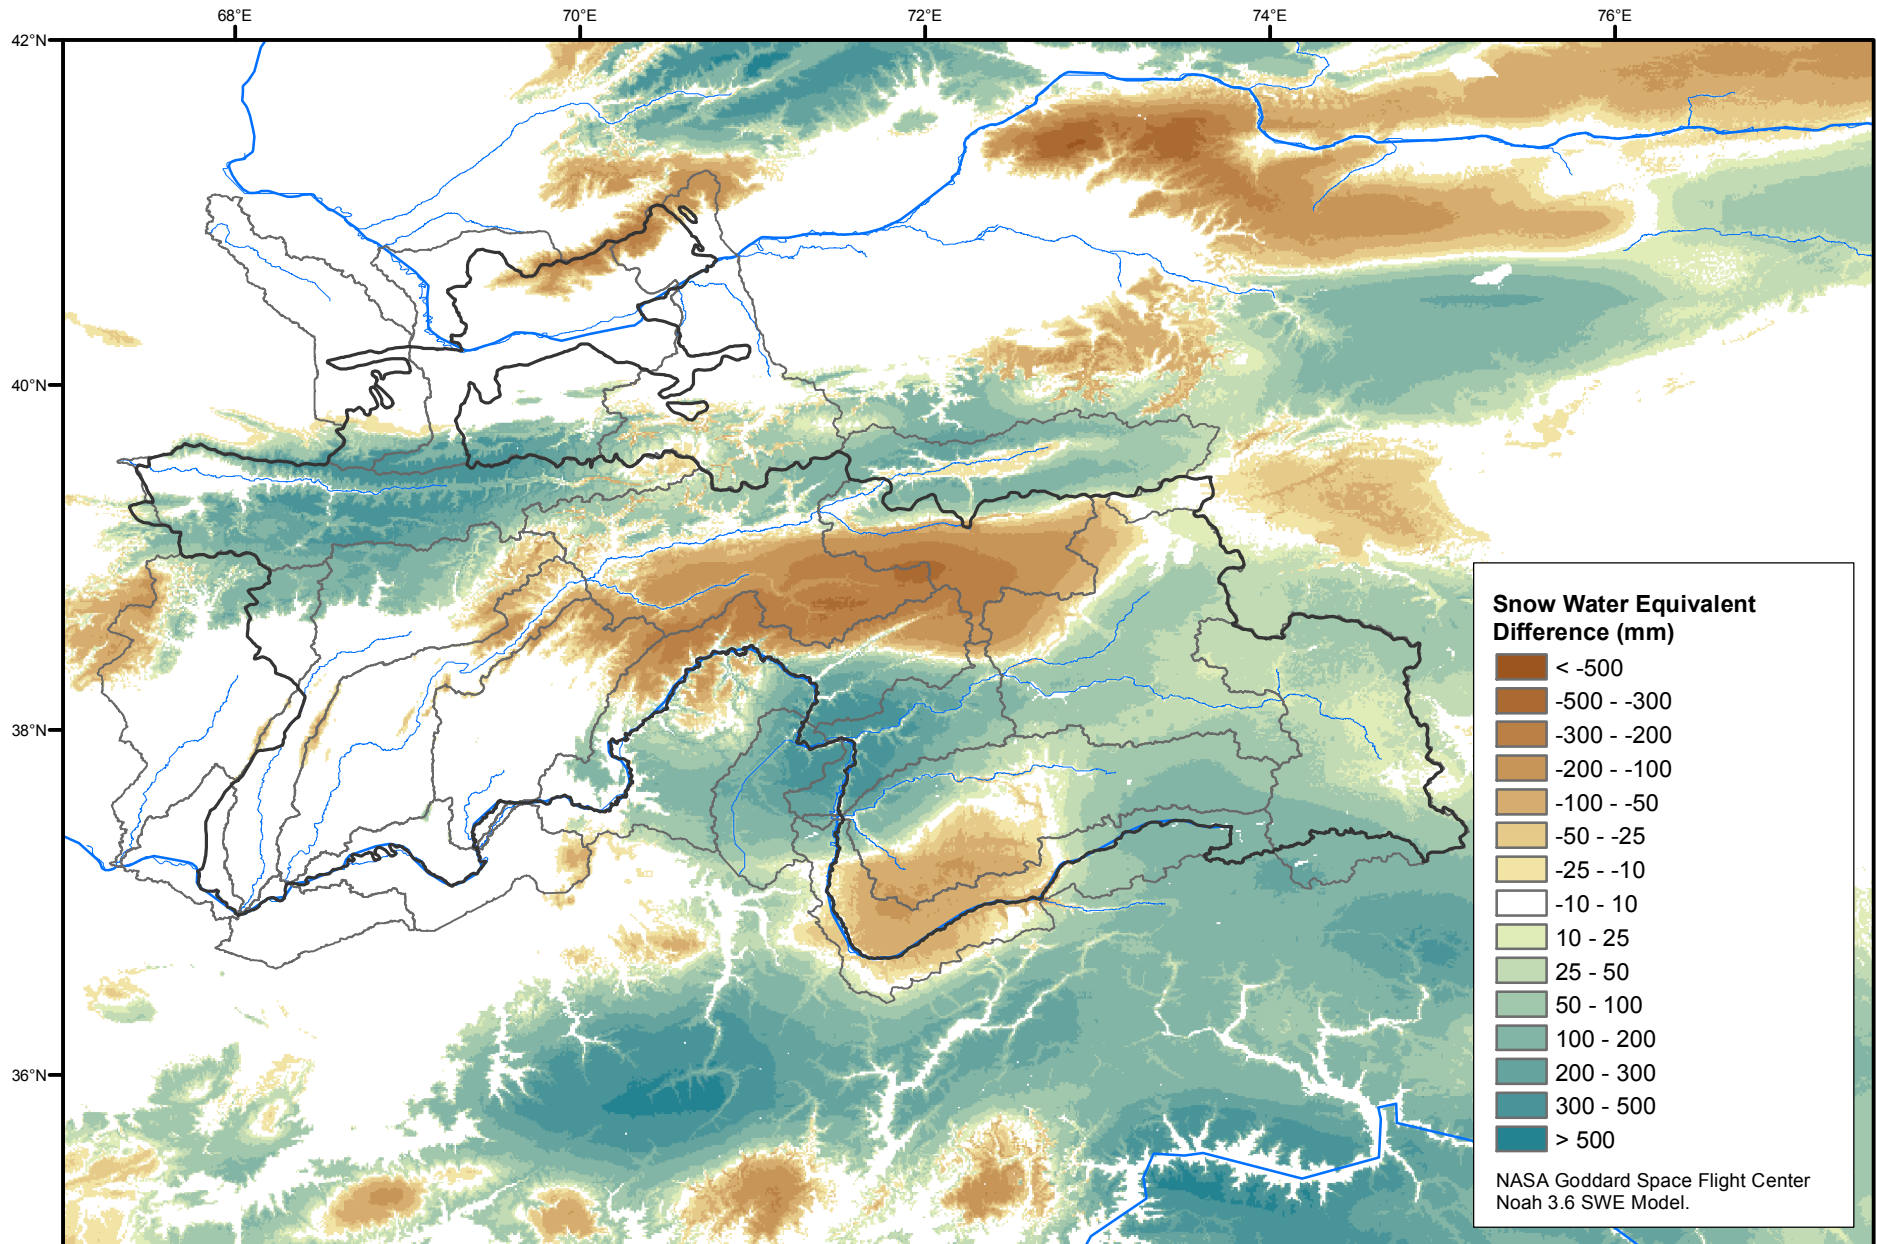 68°E 70°E 72°E 74°E 76°E
42°N
40°N
38°N
36°N
Snow Water Equivalent
Difference (mm)
< -500
-500 - -300
-300 - -200
-200 - -100
-100 - -50
-50 - -25
-25 - -10
-10 - 10
10 - 25
25 - 50
50 - 100
100 - 200
200 - 300
300 - 500
> 500
NASA Goddard Space Flight Center
Noah 3.6 SWE Model.